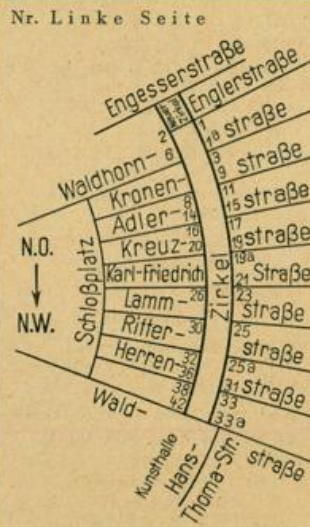 Nr. Linke Seite
Engesserstraße
Englerstraße
Zirkel
1
2
1a straße
Waldhorn-
6
3
9 straße
Kronen-
8
11
Adler-
14
15 straße
16
17
Kreuz-
20
19 straße
N.O.
N.W.
Schloßplatz
Karl-Friedrich
Zirkel
19a
21 Straße
Lamm-
26
23
straße
Ritter-
30
25
straße
Herren-
32
36
25a
31 straße
38
42
33
33a
Wald-
straße
Kunsthalle
Hans-
Thoma-Str.